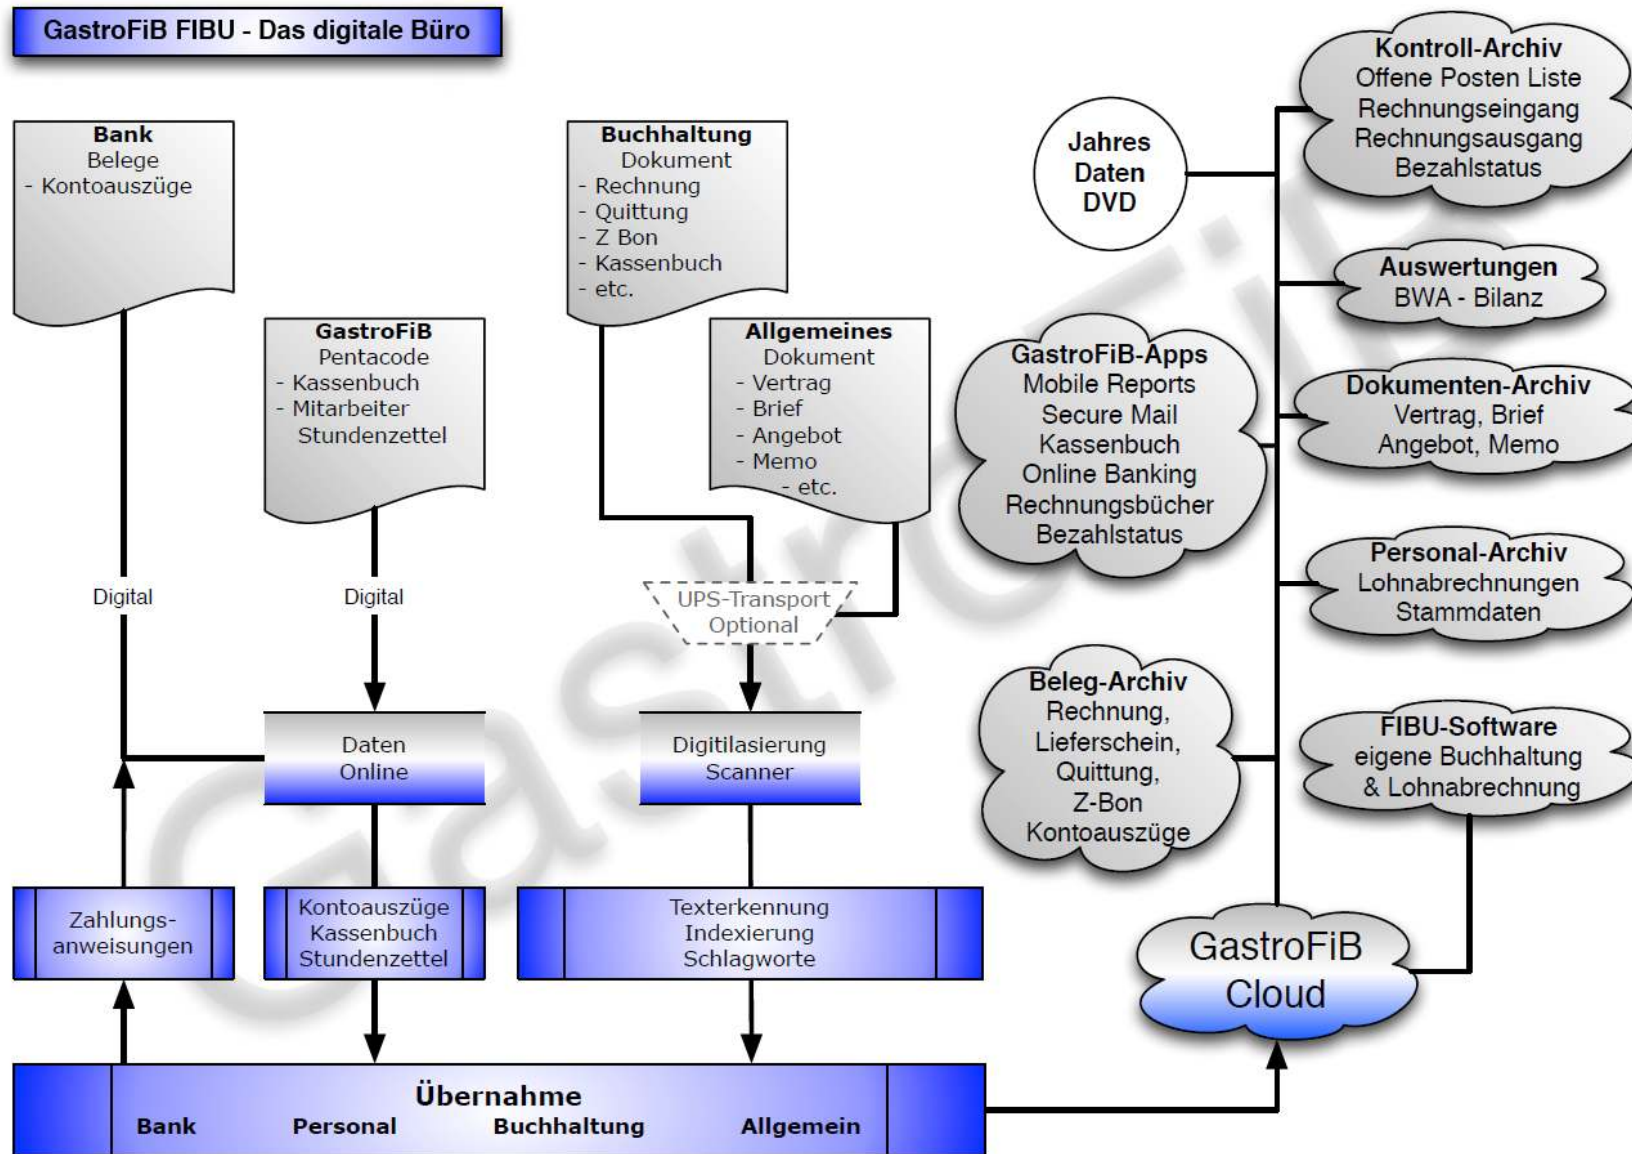 GastroFiB FIBU - Das digitale Büro
Bank
Belege
- Kontoauszüge
GastroFiB
Pentacode
- Kassenbuch
- Mitarbeiter
Stundenzettel
Buchhaltung
Dokument
- Rechnung
- Quittung
- Z Bon
- Kassenbuch
- etc.
Allgemeines
Dokument
- Vertrag
- Brief
- Angebot
- Memo
- etc.
Digital
Digital
UPS-Transport
Optional
Daten
Online
Digitilasierung
Scanner
Zahlungs-
anweisungen
Kontoauszüge
Kassenbuch
Stundenzettel
Texterkennung
Indexierung
Schlagworte
Übernahme
Bank Personal Buchhaltung Allgemein
Jahres
Daten
DVD
GastroFiB-Apps
Mobile Reports
Secure Mail
Kassenbuch
Online Banking
Rechnungsbücher
Bezahlstatus
Beleg-Archiv
Rechnung,
Lieferschein,
Quittung,
Z-Bon
Kontoauszüge
Kontroll-Archiv
Offene Posten Liste
Rechnungseingang
Rechnungsausgang
Bezahlstatus
Auswertungen
BWA - Bilanz
Dokumenten-Archiv
Vertrag, Brief
Angebot, Memo
Personal-Archiv
Lohnabrechnungen
Stammdaten
FIBU-Software
eigene Buchhaltung
& Lohnabrechnung
GastroFiB
Cloud
GastroFiB